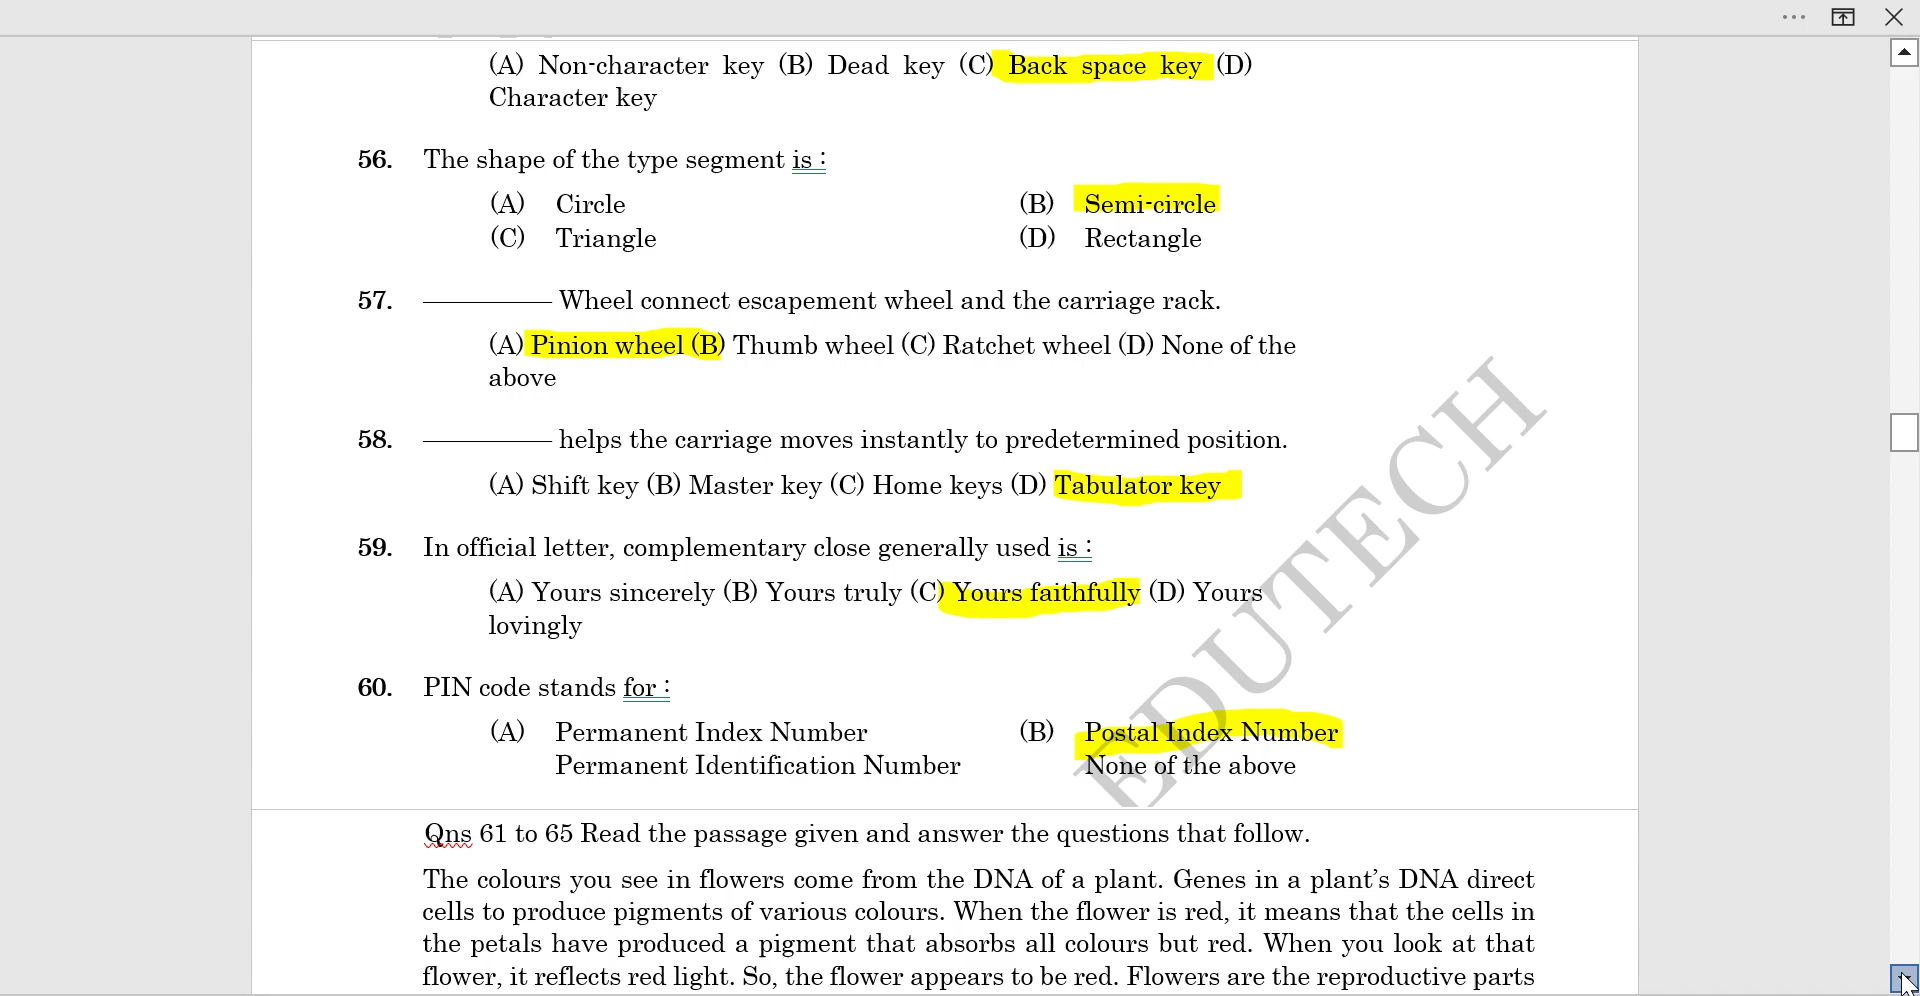 (A) Non-character key (B) Dead key (C) Back space key (D)
Character key
56. The shape of the type segment is :
(A) Circle (B) Semi-circle
(C) Triangle (D) Rectangle
57. ————— Wheel connect escapement wheel and the carriage rack.
(A) Pinion wheel (B) Thumb wheel (C) Ratchet wheel (D) None of the
above
58. ————— helps the carriage moves instantly to predetermined position.
(A) Shift key (B) Master key (C) Home keys (D) Tabulator key
59. In official letter, complementary close generally used is :
(A) Yours sincerely (B) Yours truly (C) Yours faithfully (D) Yours
lovingly
60. PIN code stands for :
(A) Permanent Index Number (B) Postal Index Number
Permanent Identification Number None of the above
EDUTECH
Qns 61 to 65 Read the passage given and answer the questions that follow.
The colours you see in flowers come from the DNA of a plant. Genes in a plant's DNA direct
cells to produce pigments of various colours. When the flower is red, it means that the cells in
the petals have produced a pigment that absorbs all colours but red. When you look at that
flower, it reflects red light. So, the flower appears to be red. Flowers are the reproductive parts